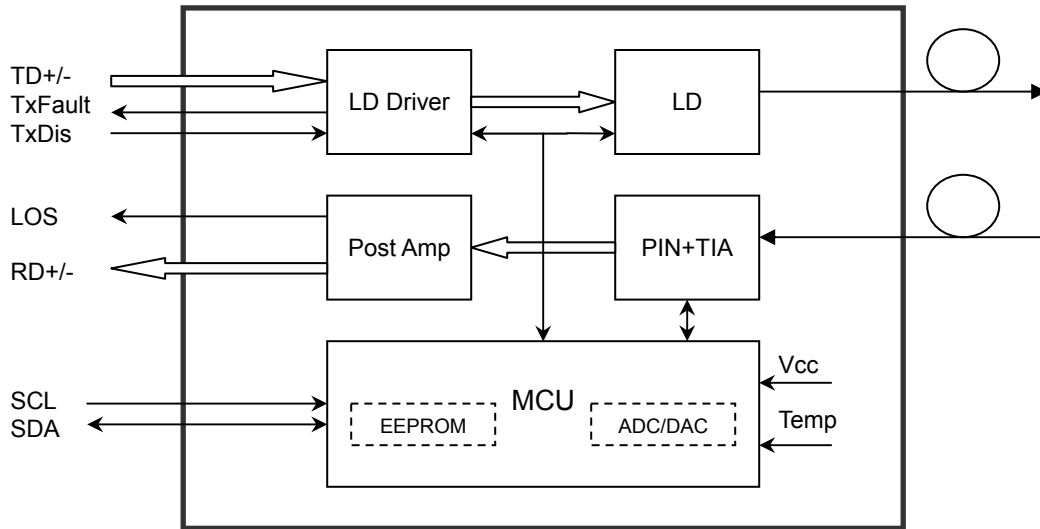 TD+/-
TxFault
TxDis
LD Driver
LD
LOS
RD+/-
Post Amp
PIN+TIA
SCL
SDA
MCU
EEPROM
ADC/DAC
Vcc
Temp